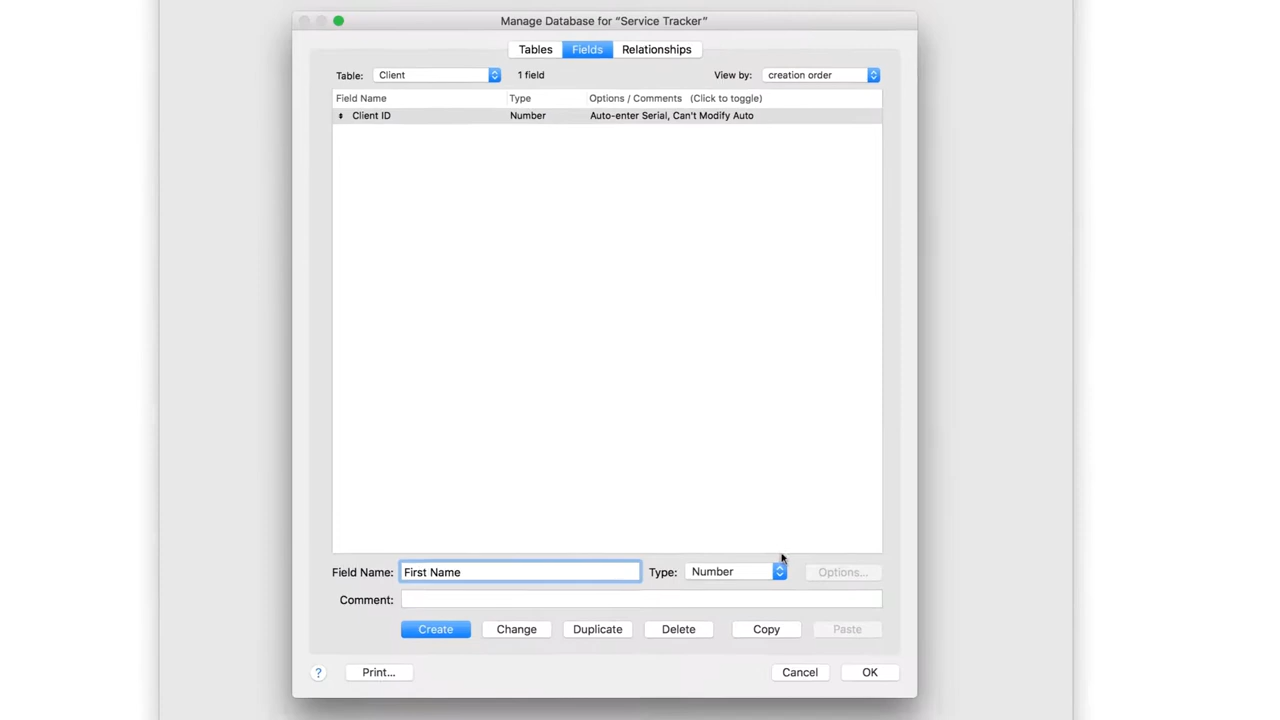 Manage Database for “Service Tracker”
Tables Fields Relationships
Table: Client 1 field View by: creation order
Field Name Type Options / Comments (Click to toggle)
Client ID Number Auto-enter Serial, Can't Modify Auto
Field Name: First Name Type: Number Options...
Comment:
Create Change Duplicate Delete Copy Paste
? Print... Cancel OK